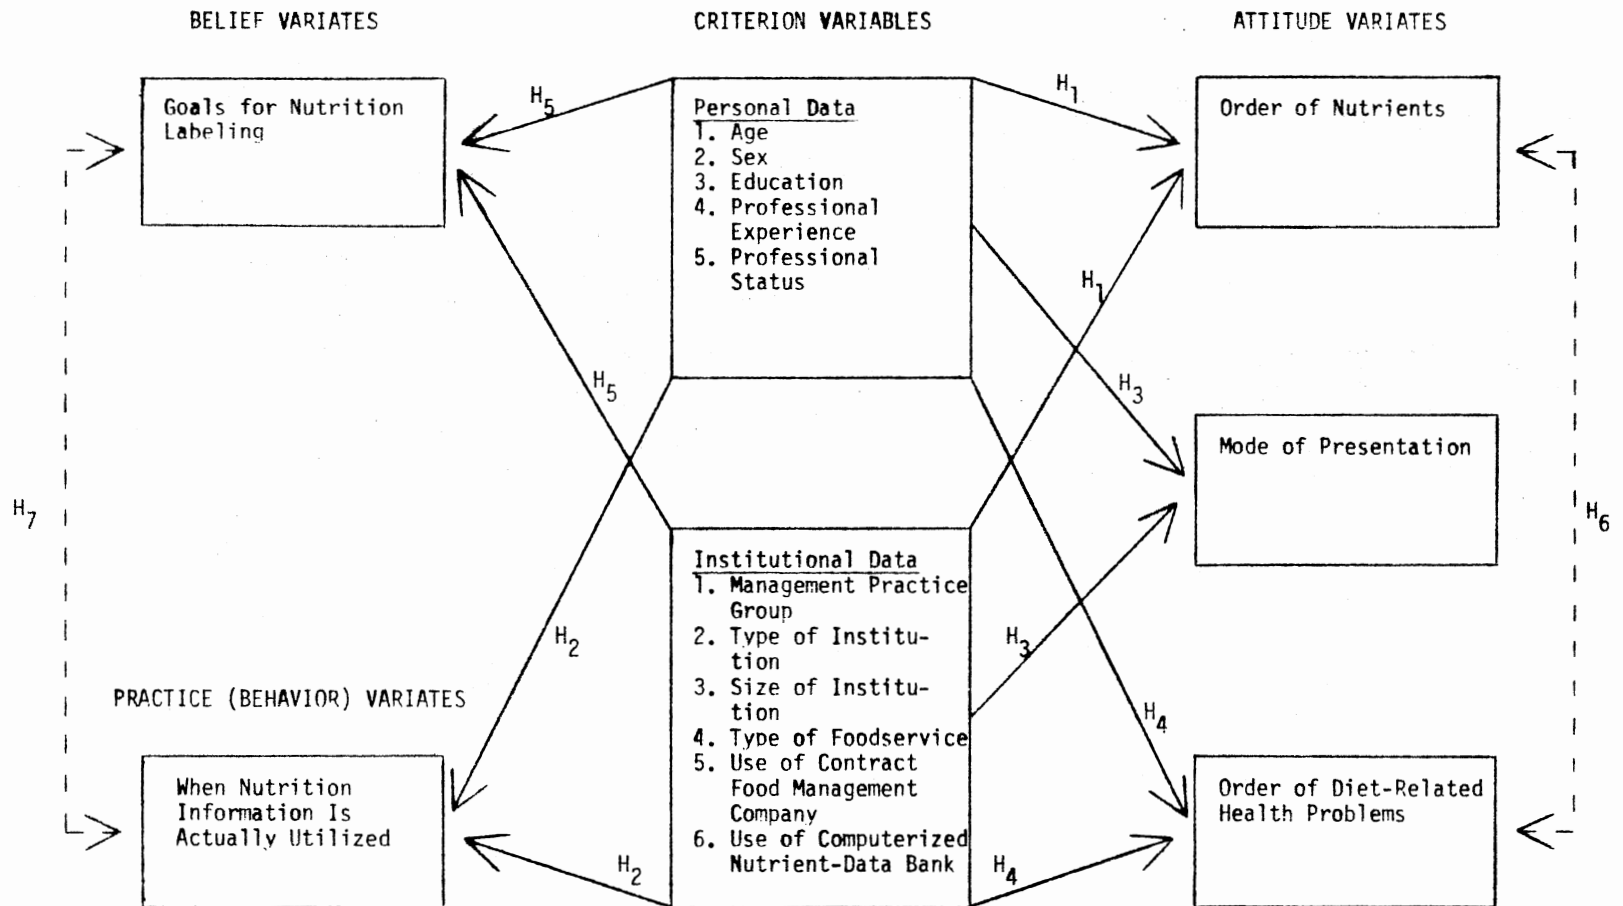 BELIEF VARIATES
CRITERION VARIABLES
ATTITUDE VARIATES
Goals for Nutrition
Labeling
H5
Personal Data
1. Age
2. Sex
3. Education
4. Professional
Experience
5. Professional
Status
H1
Order of Nutrients
H1
H5
H3
Mode of Presentation
H7
H6
Institutional Data
1. Management Practice
Group
2. Type of Institu-
tion
3. Size of Institu-
tion
4. Type of Foodservice
5. Use of Contract
Food Management
Company
6. Use of Computerized
Nutrient-Data Bank
H2
H3
PRACTICE (BEHAVIOR) VARIATES
H4
When Nutrition
Information Is
Actually Utilized
Order of Diet-Related
Health Problems
H2
H4